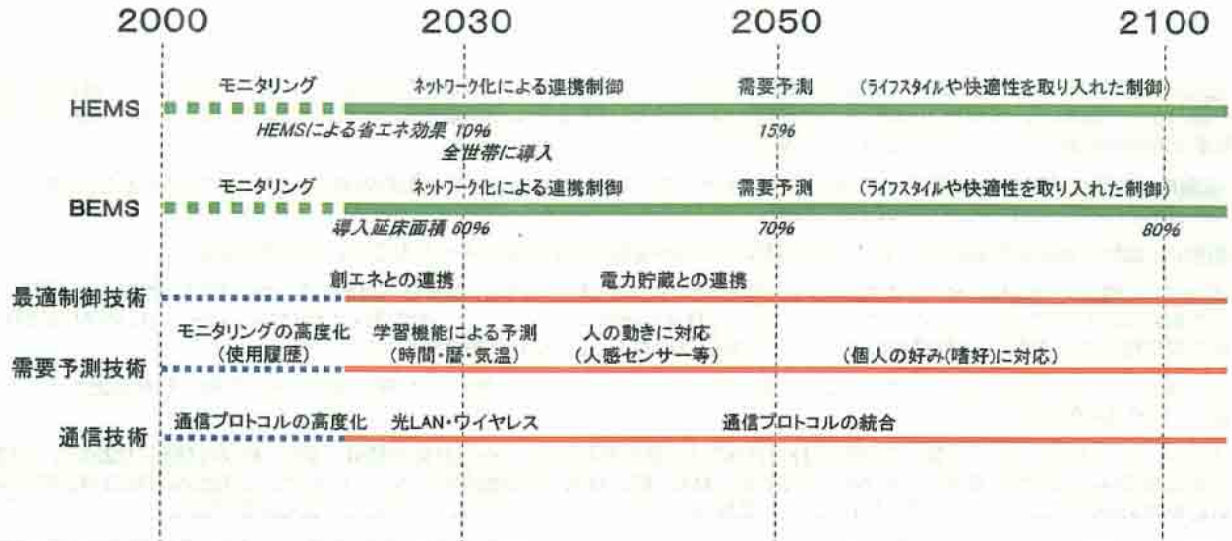 2000 2030 2050 2100
モニタリング ネットワーク化による連携制御 需要予測 (ライフスタイルや快適性を取り入れた制御)
HEMS
HEMSによる省エネ効果 10% 15%
全世帯に導入
モニタリング ネットワーク化による連携制御 需要予測 (ライフスタイルや快適性を取り入れた制御)
BEMS
導入延床面積 60% 70% 80%
創エネとの連携 電力貯蔵との連携
最適制御技術
モニタリングの高度化 学習機能による予測 人の動きに対応
(使用履歴) (時間・暦・気温) (人感センサー等) (個人の好み(嗜好)に対応)
需要予測技術
通信プロトコルの高度化 光LAN・ワイヤレス 通信プロトコルの統合
通信技術